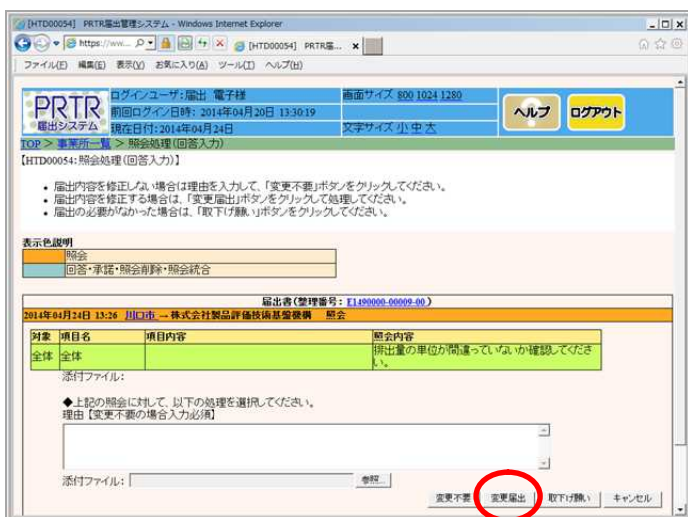 [HTD00054] PRTR届出管理システム - Windows Internet Explorer
https://ww... [HTD00054] PRTR届...
ファイル(F) 編集(E) 表示(V) お気に入り(A) ツール(T) ヘルプ(H)
PRTR
届出システム
ログインユーザ:届出 電子様 画面サイズ 800 1024 1280
前回ログイン日時: 2014年04月20日 13:30:19
現在日付:2014年04月24日 文字サイズ 小 中 大
ヘルプ ログアウト
TOP > 事業所一覧 > 照会処理(回答入力)
【HTD00054:照会処理(回答入力)】
• 届出内容を修正しない場合は理由を入力して、「変更不要」ボタンをクリックしてください。
• 届出内容を修正する場合は、「変更届出」ボタンをクリックして処理してください。
• 届出の必要がなかった場合は、「取下げ願い」ボタンをクリックしてください。
表示色説明
照会
回答・承諾・照会削除・照会統合
届出書(整理番号: E1490000-00009-00 )
2014年04月24日 13:26 川口市 → 株式会社製品評価技術基盤機構 照会
対象 項目名 項目内容 照会内容
全体 全体 排出量の単位が間違っていないか確認してください。
添付ファイル:
◆上記の照会に対して、以下の処理を選択してください。
理由【変更不要の場合入力必須】
添付ファイル: 参照...
変更不要 変更届出 取下げ願い キャンセル